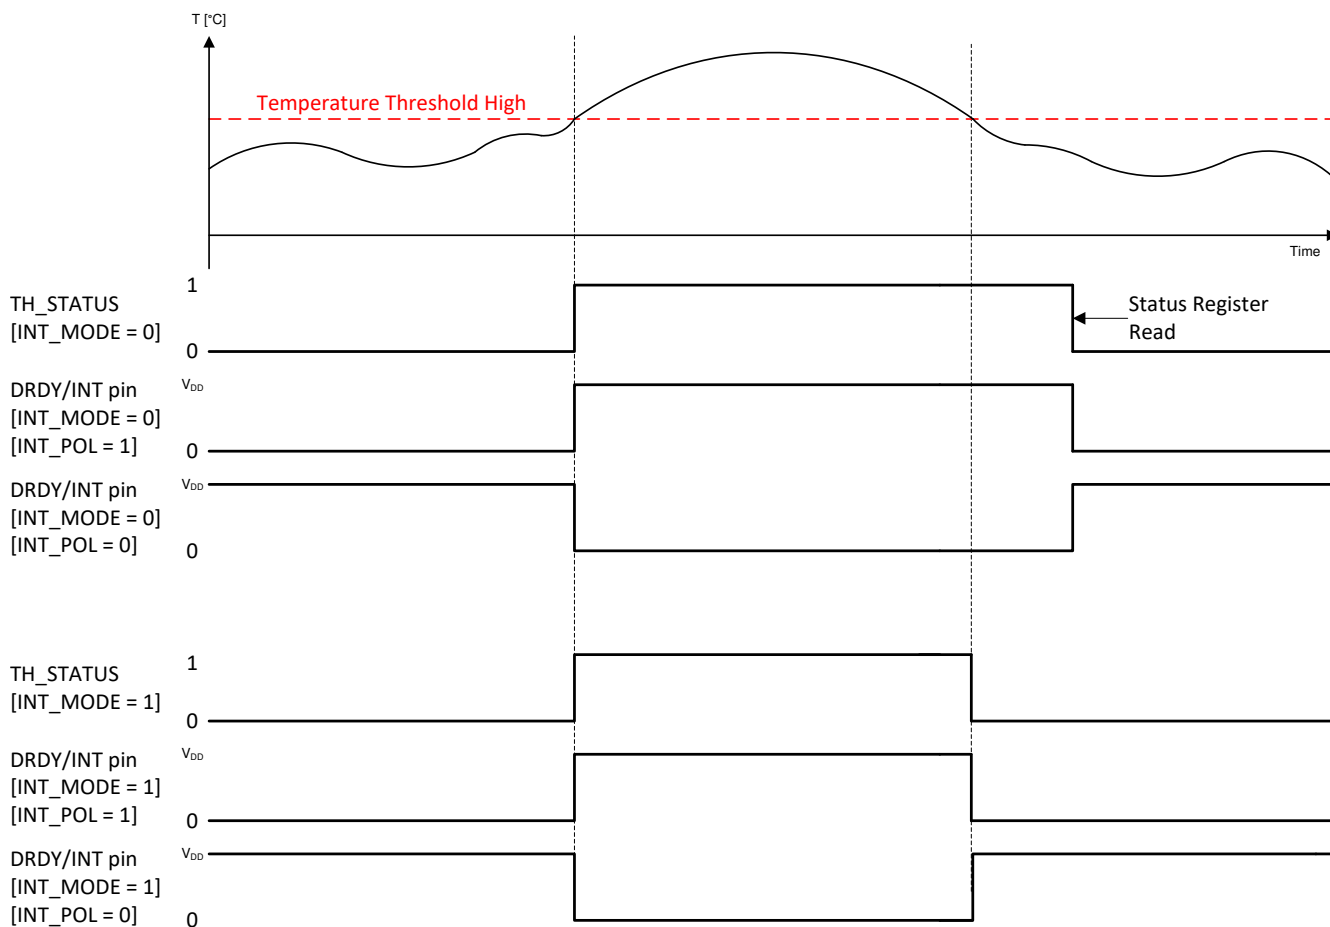 T [°C]
Temperature Threshold High
Time
1
TH_STATUS
[INT_MODE = 0]
0
Status Register
Read
DRDY/INT pin
[INT_MODE = 0]
[INT_POL = 1]
VDD
0
DRDY/INT pin
[INT_MODE = 0]
[INT_POL = 0]
VDD
0
TH_STATUS
[INT_MODE = 1]
1
0
DRDY/INT pin
[INT_MODE = 1]
[INT_POL = 1]
VDD
0
DRDY/INT pin
[INT_MODE = 1]
[INT_POL = 0]
VDD
0